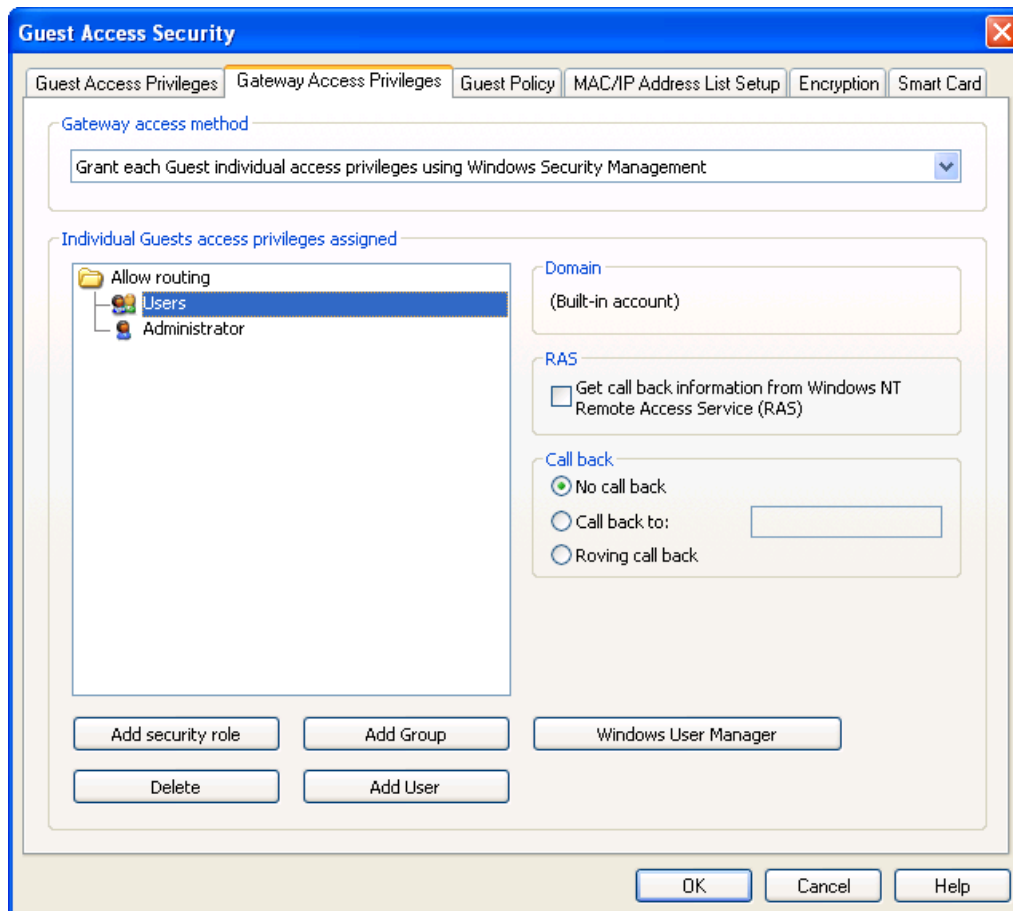 Guest Access Security
Guest Access Privileges
Gateway Access Privileges
Guest Policy
MAC/IP Address List Setup
Encryption
Smart Card
Gateway access method
Grant each Guest individual access privileges using Windows Security Management
Individual Guests access privileges assigned
Allow routing
Users
Administrator
Domain
(Built-in account)
RAS
Get call back information from Windows NT
Remote Access Service (RAS)
Call back
No call back
Call back to:
Roving call back
Add security role
Add Group
Windows User Manager
Delete
Add User
OK
Cancel
Help